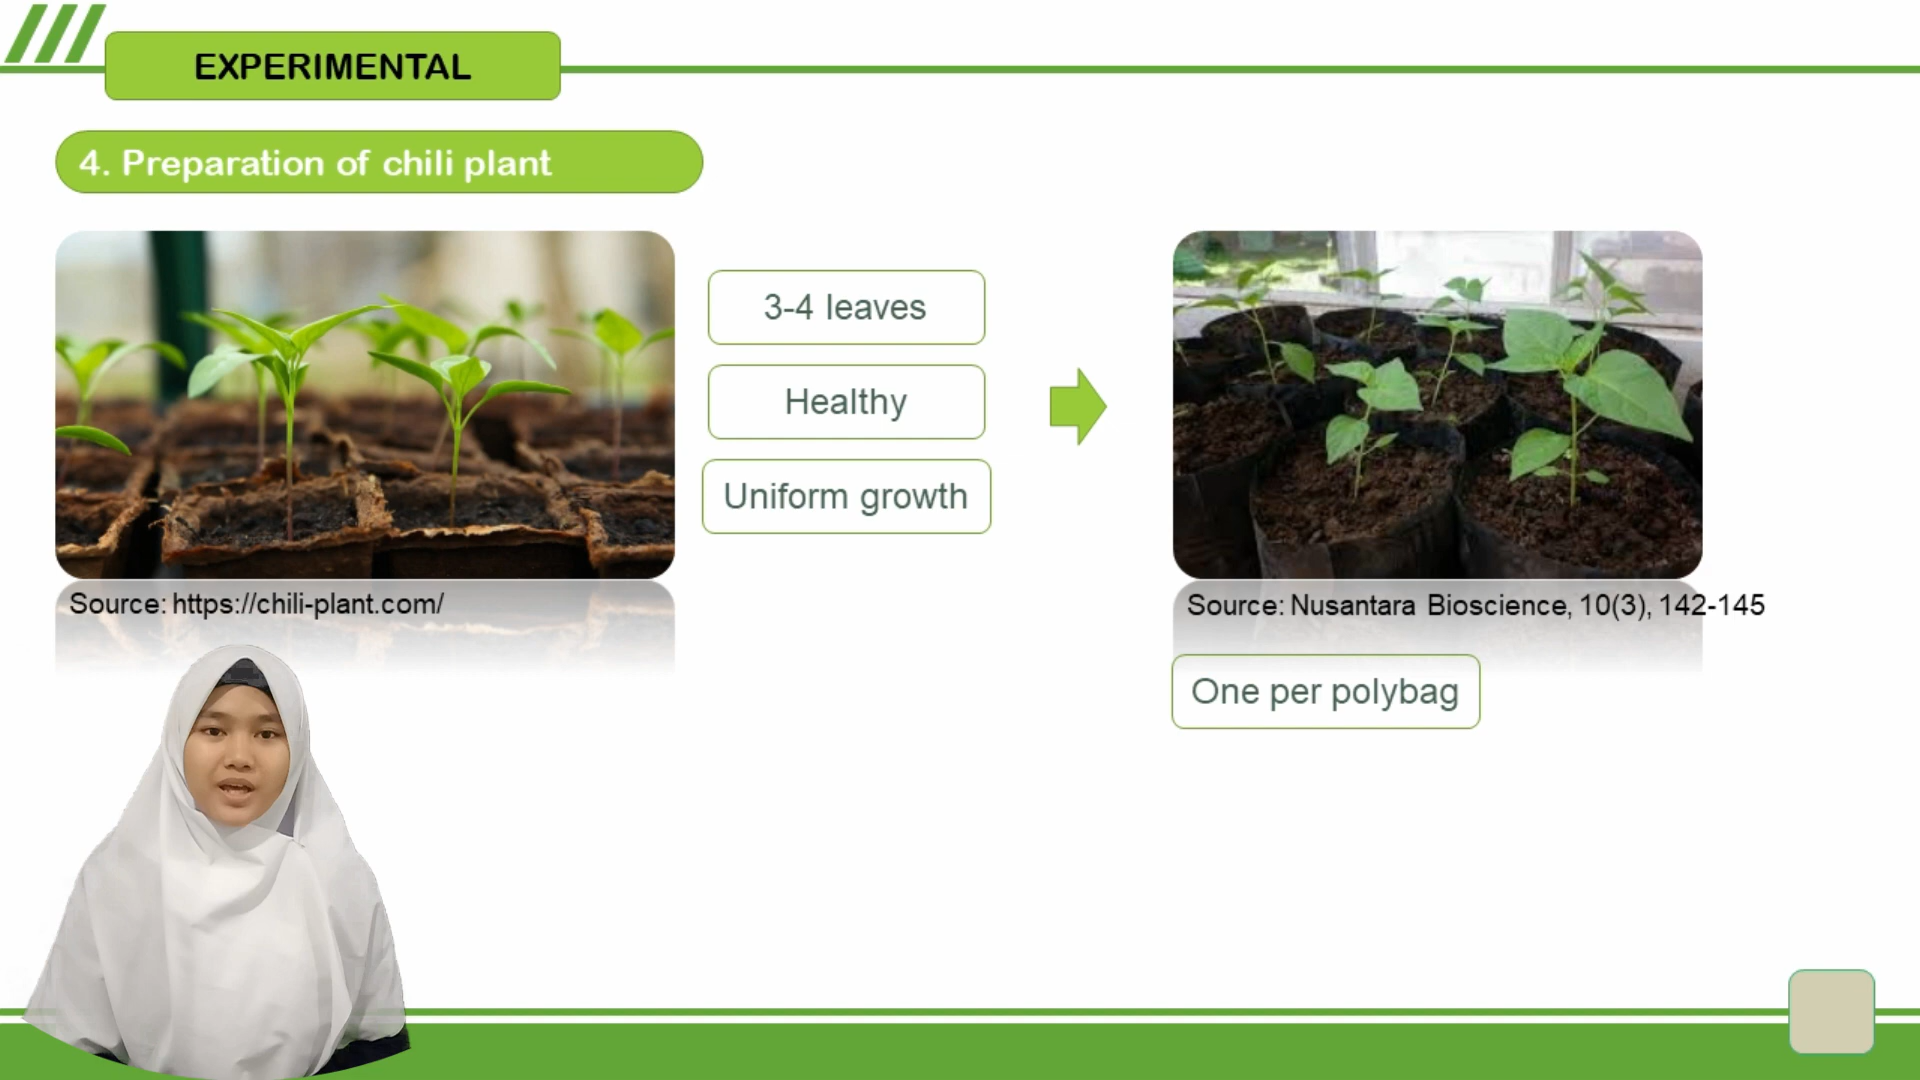 EXPERIMENTAL
4. Preparation of chili plant
3-4 leaves
Healthy
Uniform growth
Source: https://chili-plant.com/
Source: Nusantara Bioscience, 10(3), 142-145
One per polybag